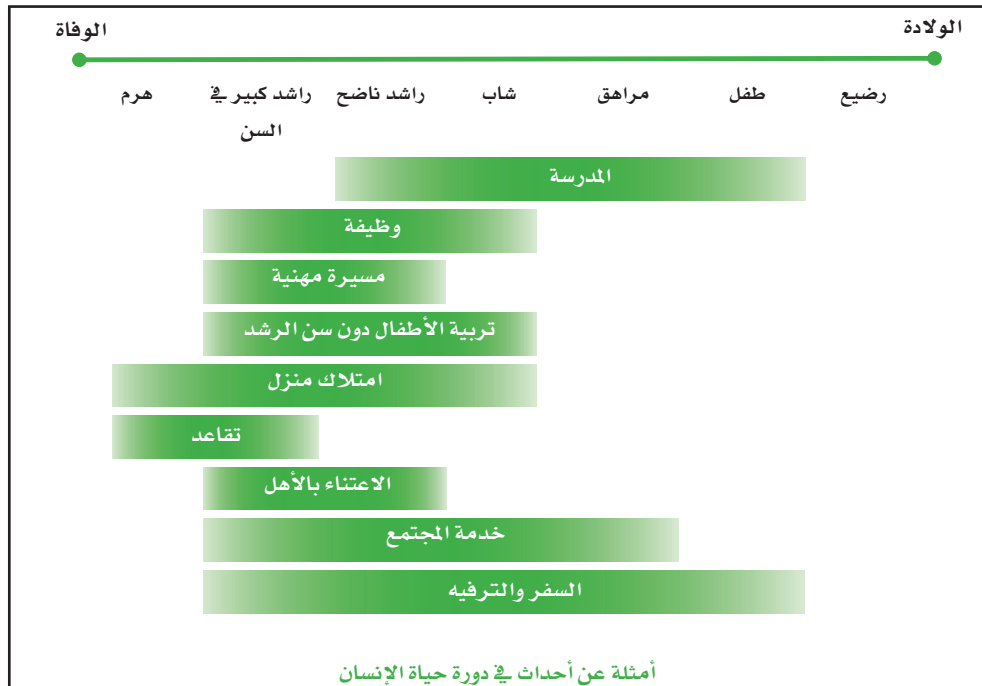 الولادة
الوفاة
رضيع
طفل
مراهق
شاب
راشد ناضج
راشد كبير في
السن
هرم
المدرسة
وظيفة
مسيرة مهنية
تربية الأطفال دون سن الرشد
امتلاك منزل
تقاعد
الاعتناء بالأهل
خدمة المجتمع
السفر والترفيه
أمثلة عن أحداث في دورة حياة الإنسان